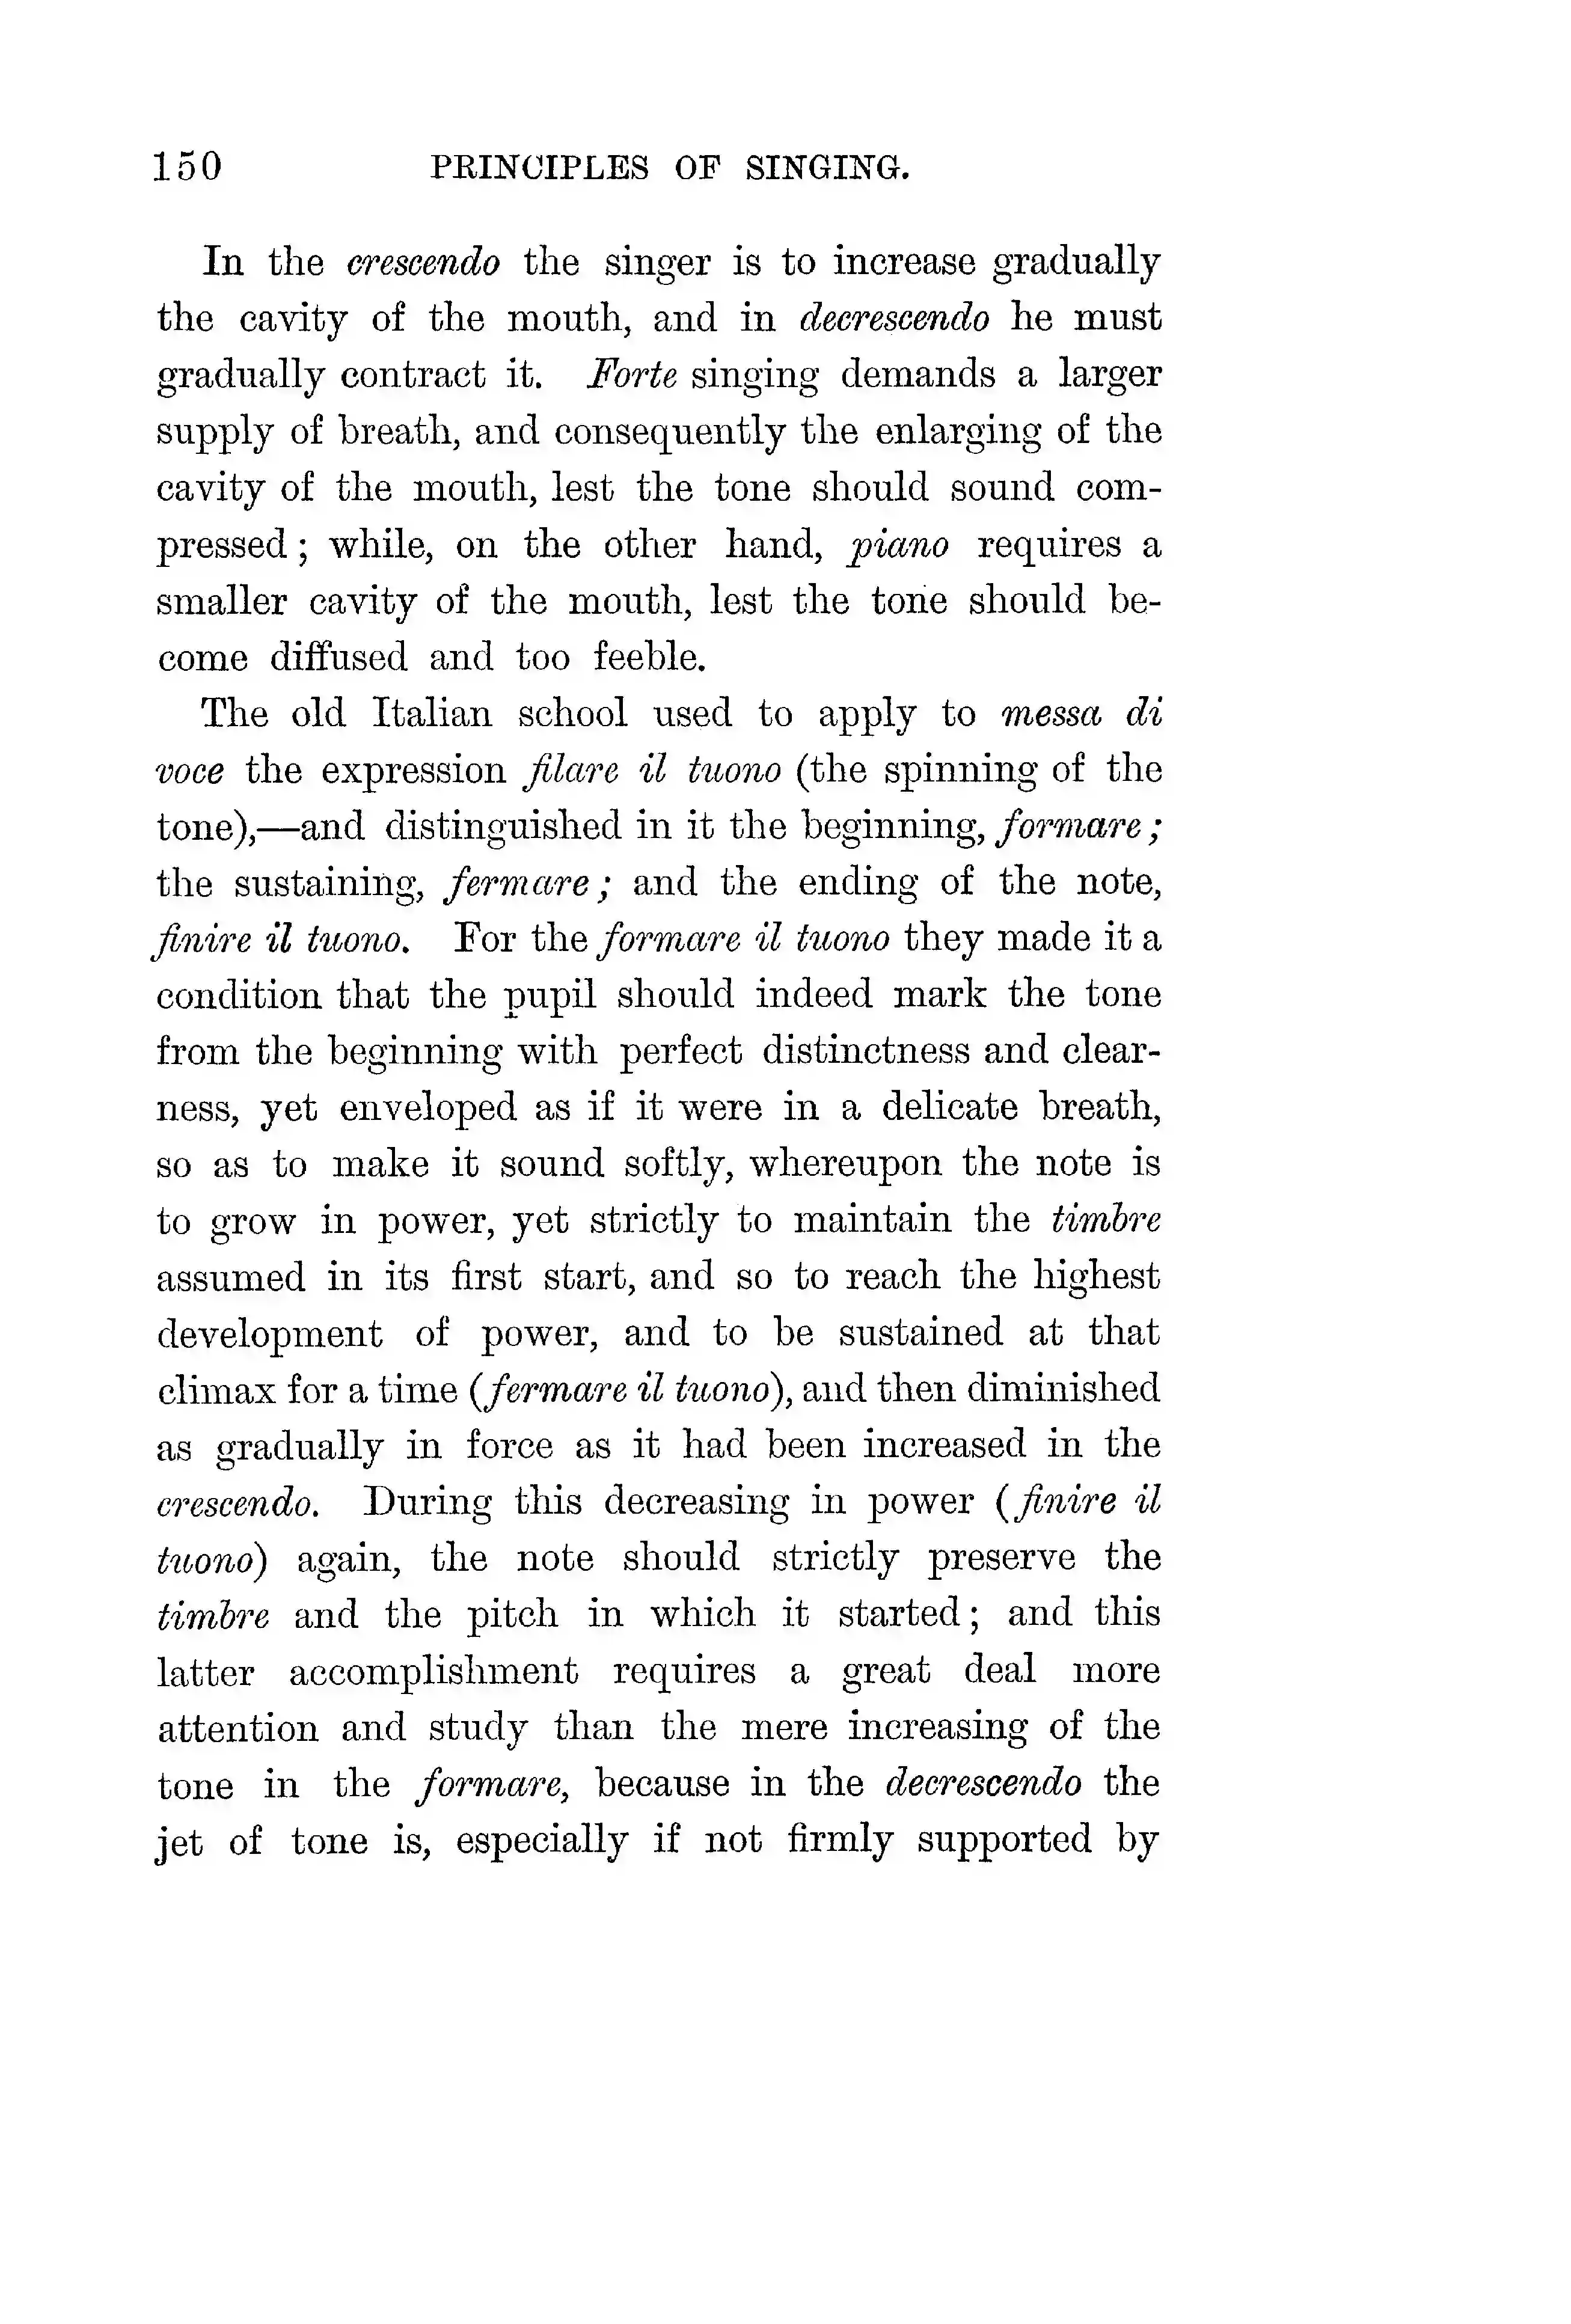 150 PRINCIPLES OF SINGING.
In the crescendo the singer is to increase gradually
the cavity of the mouth, and in decrescendo he must
gradually contract it. Forte singing demands a larger
supply of breath, and consequently the enlarging of the
cavity of the mouth, lest the tone should sound com-
pressed; while, on the other hand, piano requires a
smaller cavity of the mouth, lest the tone should be-
come diffused and too feeble.
The old Italian school used to apply to messa di
voce the expression filare il tuono (the spinning of the
tone),—and distinguished in it the beginning, formare;
the sustaining, fermare; and the ending of the note,
finire il tuono. For the formare il tuono they made it a
condition that the pupil should indeed mark the tone
from the beginning with perfect distinctness and clear-
ness, yet enveloped as if it were in a delicate breath,
so as to make it sound softly, whereupon the note is
to grow in power, yet strictly to maintain the timbre
assumed in its first start, and so to reach the highest
development of power, and to be sustained at that
climax for a time (fermare il tuono), and then diminished
as gradually in force as it had been increased in the
crescendo. During this decreasing in power (finire il
tuono) again, the note should strictly preserve the
timbre and the pitch in which it started; and this
latter accomplishment requires a great deal more
attention and study than the mere increasing of the
tone in the formare, because in the decrescendo the
jet of tone is, especially if not firmly supported by